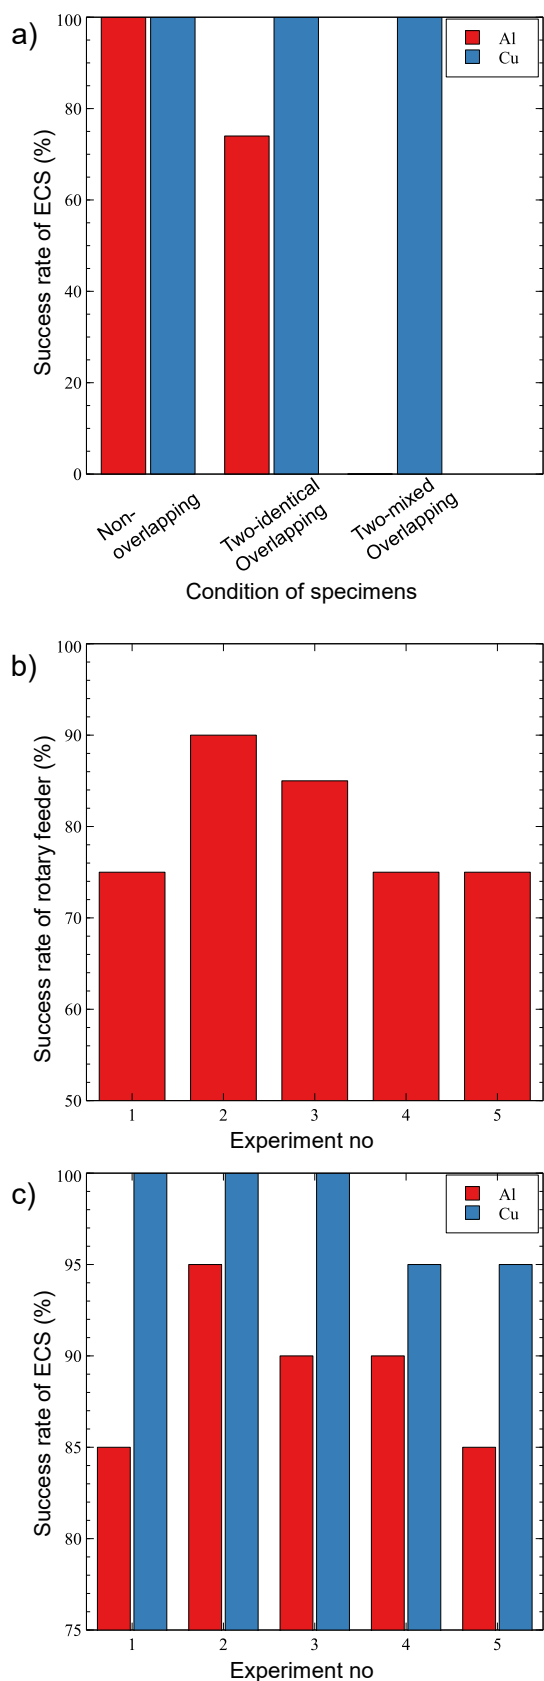 a)
Success rate of ECS (%)
100
80
60
40
20
0
Al
Cu
Non-
overlapping
Two-identical
Overlapping
Two-mixed
Overlapping
Condition of specimens
b)
Success rate of rotary feeder (%)
100
90
80
70
60
50
1 2 3 4 5
Experiment no
c)
Success rate of ECS (%)
100
95
90
85
80
75
Al
Cu
1 2 3 4 5
Experiment no